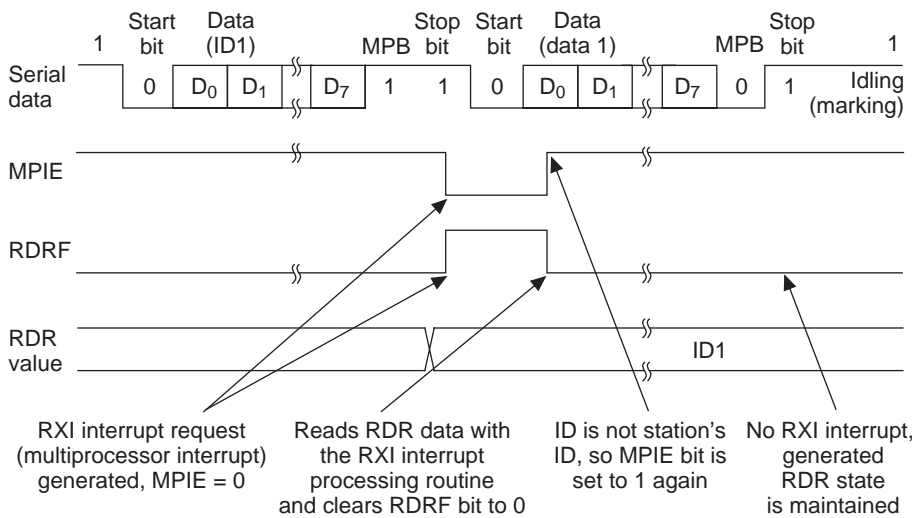 Start Data Stop Start Data Stop
1 bit (ID1) MPB bit bit (data 1) MPB bit 1
Serial data 0 D0 D1 D7 1 1 0 D0 D1 D7 0 1 Idling (marking)
MPIE
RDRF
RDR value ID1
RXI interrupt request
(multiprocessor interrupt)
generated, MPIE = 0
Reads RDR data with
the RXI interrupt
processing routine
and clears RDRF bit to 0
ID is not station's
ID, so MPIE bit is
set to 1 again
No RXI interrupt,
generated
RDR state
is maintained